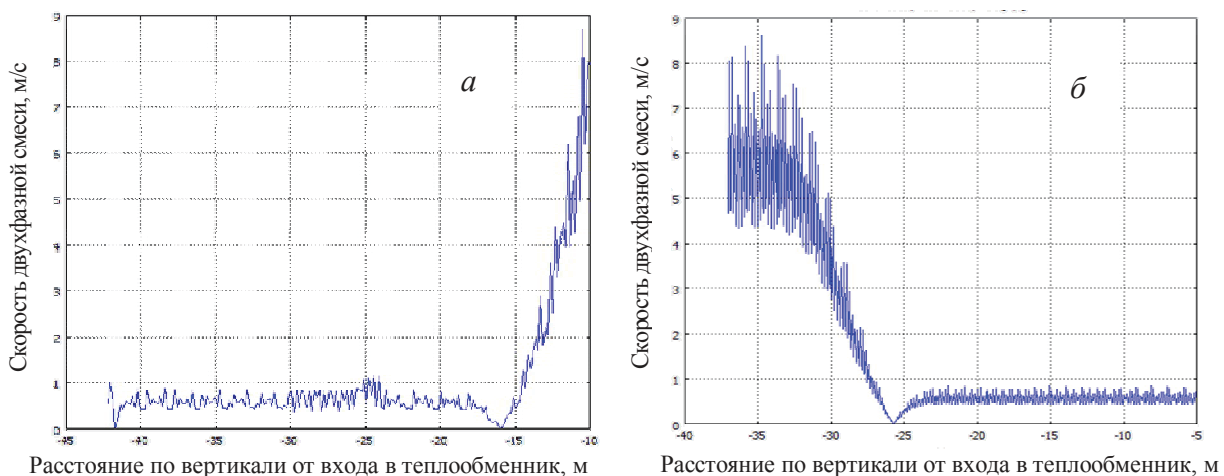 Скорость двухфазной смеси, м/с
9
8
7
6
5
4
3
2
1
0
а
-45 -40 -35 -30 -25 -20 -15 -10
Расстояние по вертикали от входа в теплообменник, м
Скорость двухфазной смеси, м/с
9
8
7
6
5
4
3
2
1
0
б
-40 -35 -30 -25 -20 -15 -10 -5
Расстояние по вертикали от входа в теплообменник, м